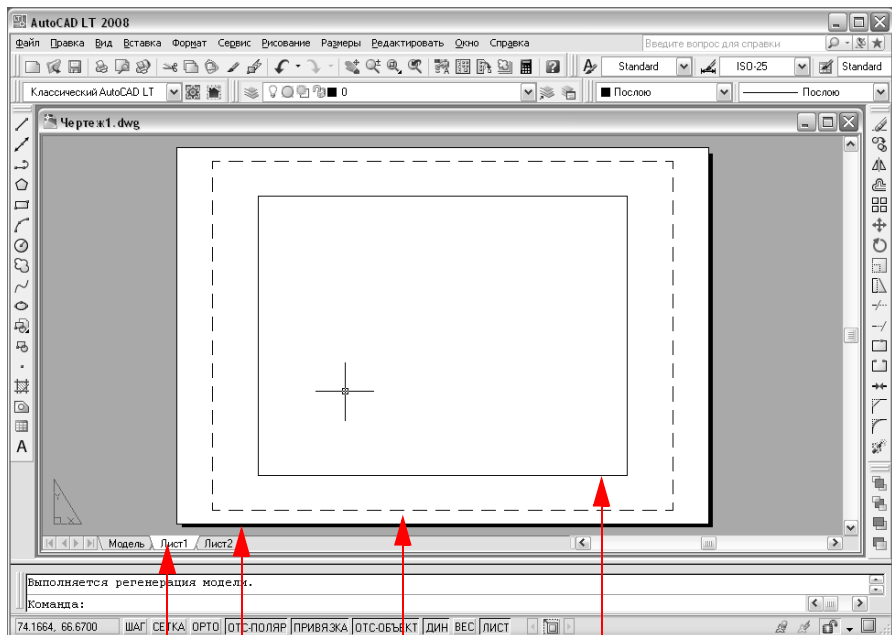 AutoCAD LT 2008
Файл Правка Вид Вставка Формат Сервис Рисование Размеры Редактировать Окно Справка Введите вопрос для справки
Standard ISO-25 Standard
Классический AutoCAD LT 0 Послою Послою
Чертеж1.dwg
A
Y
X
Модель Лист1 Лист2
Выполняется регенерация модели.
Команда:
74.1664, 66.6700 ШАГ СЕТКА ОРТО ОТС-ПОЛЯР ПРИВЯЗКА ОТС-ОБЪЕКТ ДИН ВЕС ЛИСТ